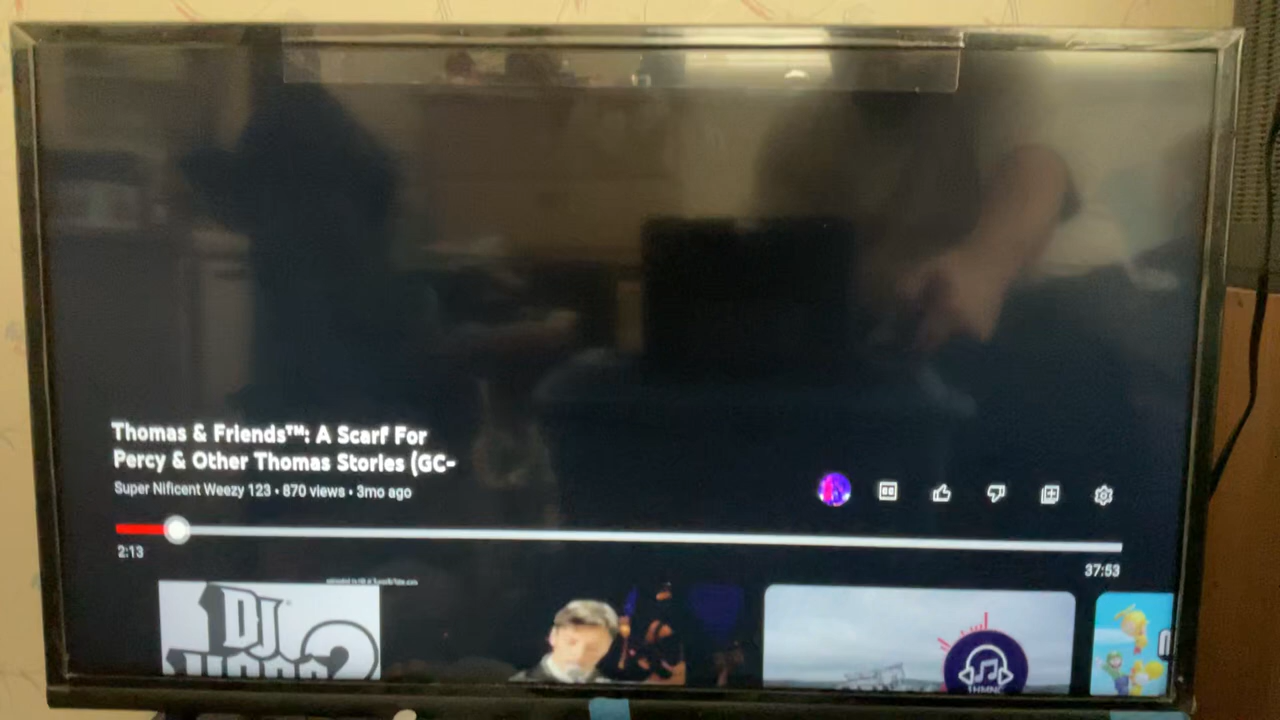 Thomas & Friends™: A Scarf For
Percy & Other Thomas Stories (GC-
Super Nificent Weezy 123 • 870 views • 3mo ago
2:13
37:53
DJ
HMNC